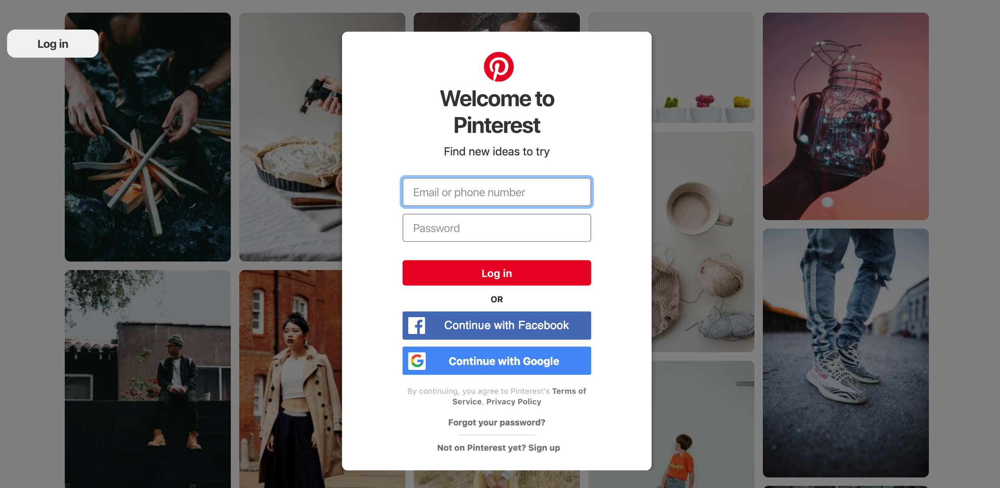 Log in
Welcome to
Pinterest
Find new ideas to try
Email or phone number
Password
Log in
OR
Continue with Facebook
Continue with Google
By continuing, you agree to Pinterest's Terms of
Service, Privacy Policy
Forgot your password?
Not on Pinterest yet? Sign up